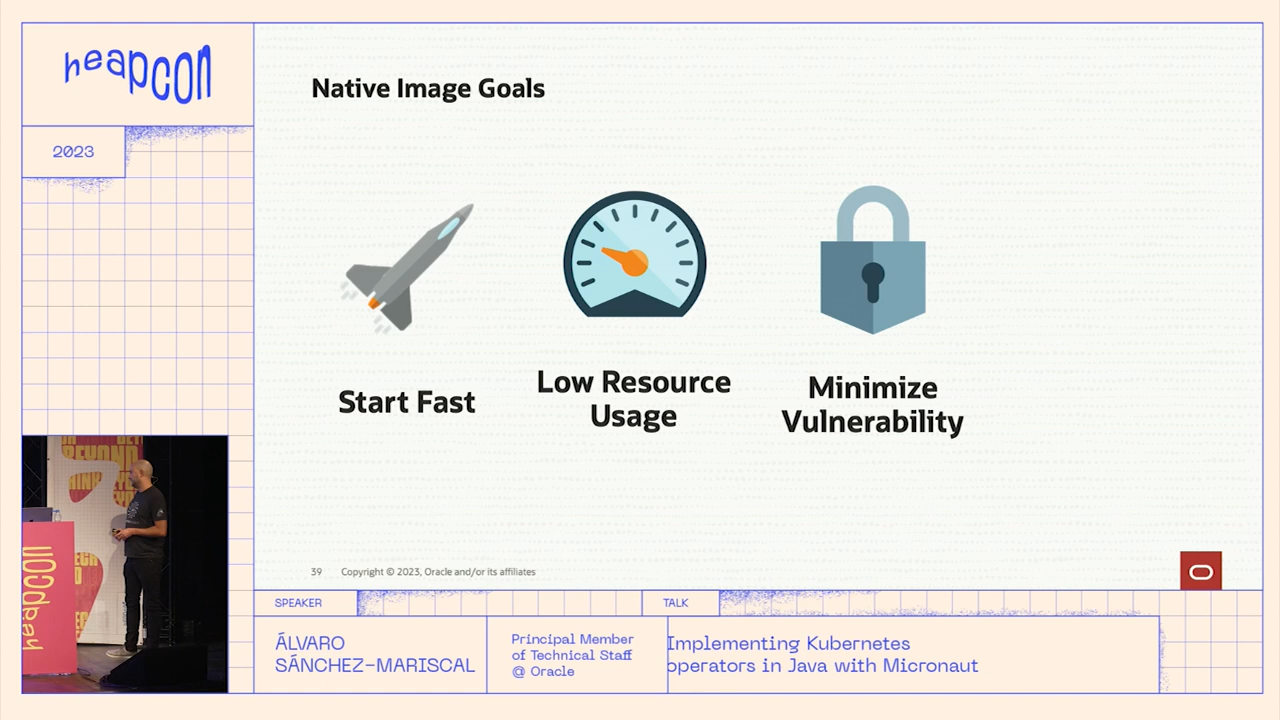 heapcon
2023
Native Image Goals
Start Fast
Low Resource
Usage
Minimize
Vulnerability
39 Copyright © 2023, Oracle and/or its affiliates
heapcon
SPEAKER
ÁLVARO
SÁNCHEZ-MARISCAL
Principal Member
of Technical Staff
@ Oracle
TALK
Implementing Kubernetes
operators in Java with Micronaut